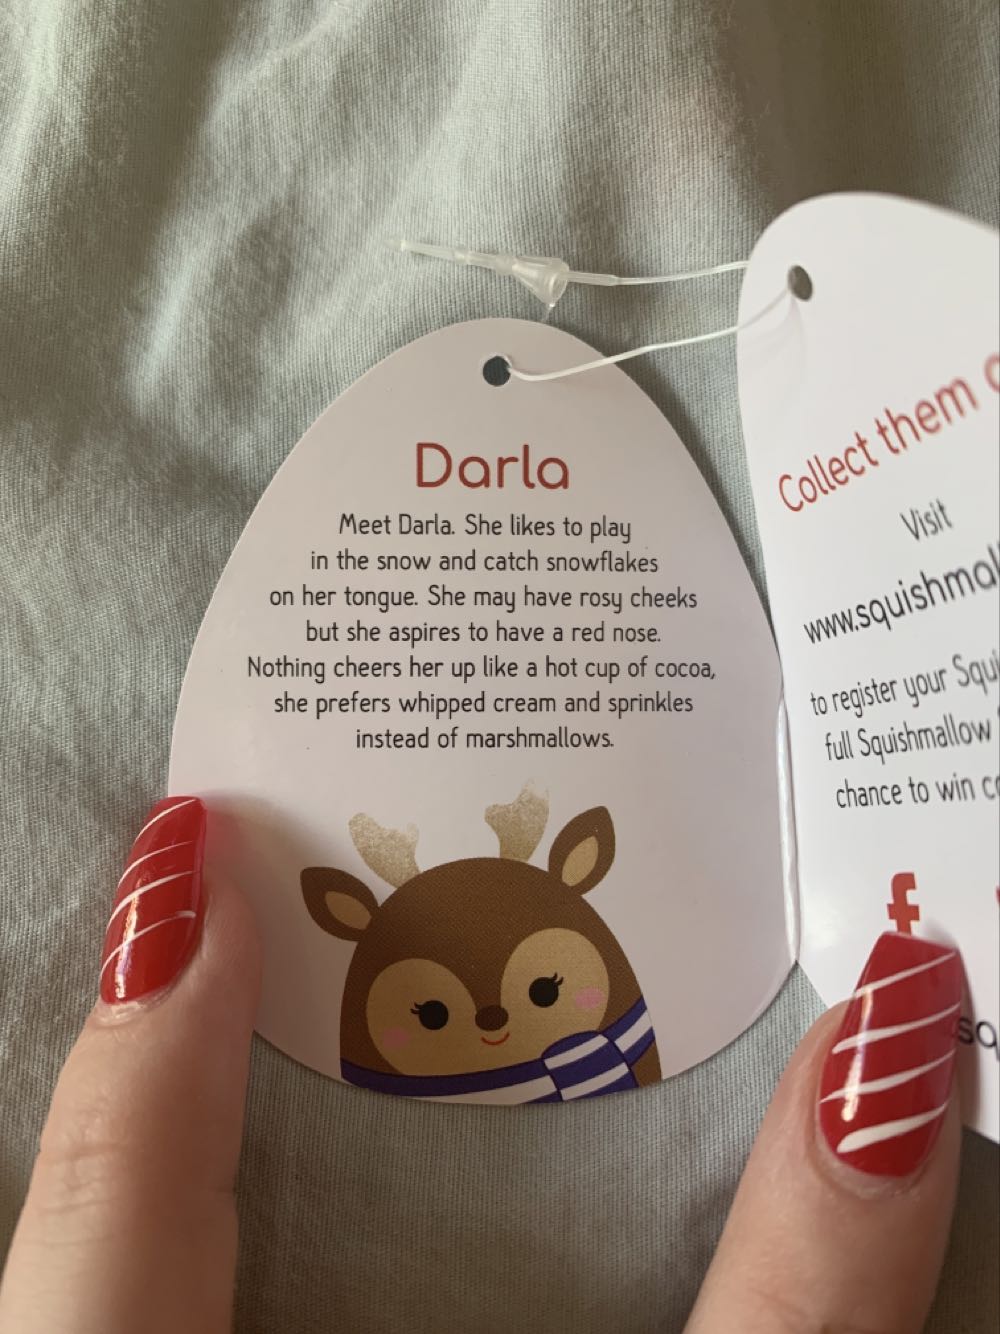 Darla
Meet Darla. She likes to play
in the snow and catch snowflakes
on her tongue. She may have rosy cheeks
but she aspires to have a red nose.
Nothing cheers her up like a hot cup of cocoa,
she prefers whipped cream and sprinkles
instead of marshmallows.
Collect them
Visit
to register your
full Squishmallow
chance to win
f